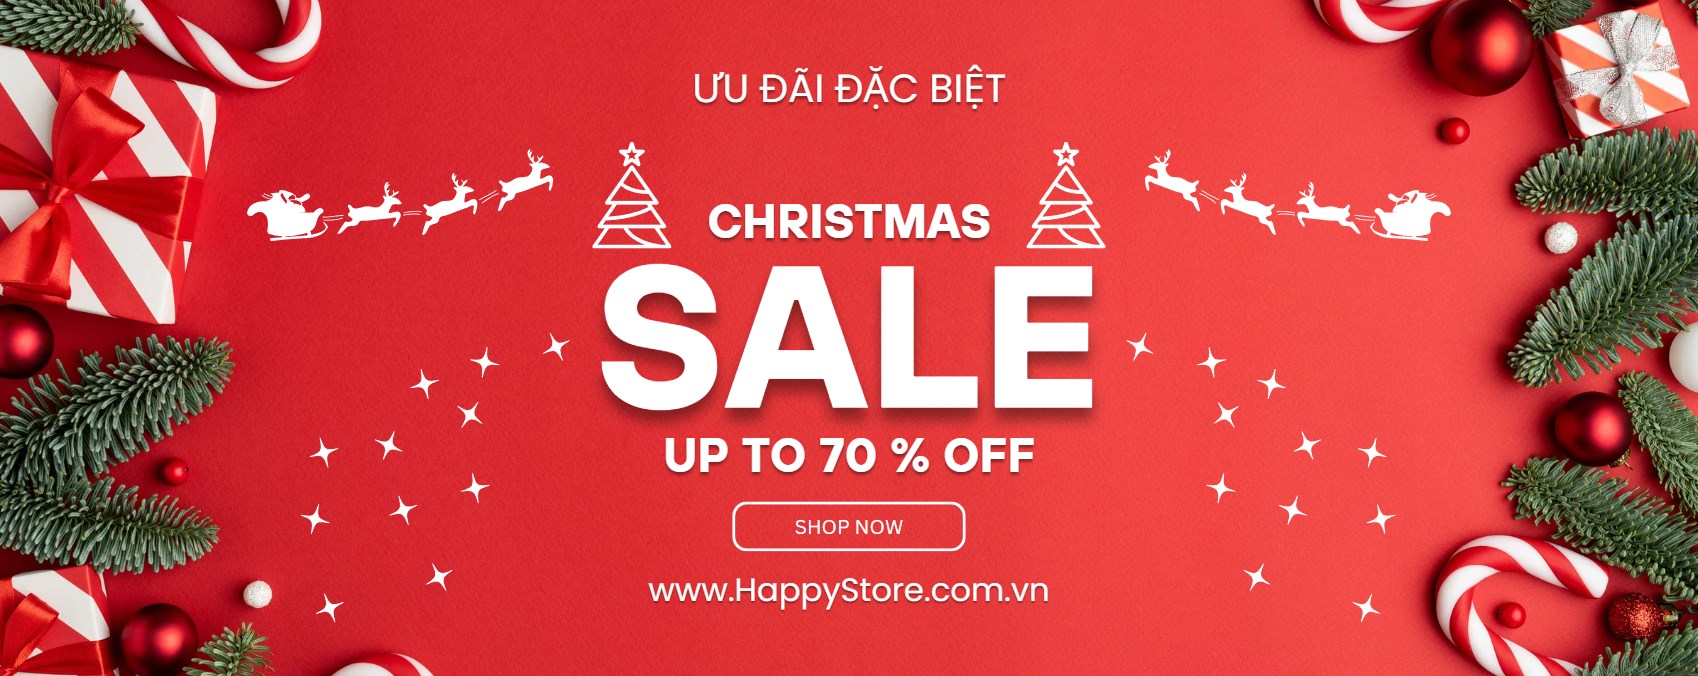 ƯU ĐÃI ĐẶC BIỆT
CHRISTMAS
SALE
UP TO 70 % OFF
SHOP NOW
www.HappyStore.com.vn